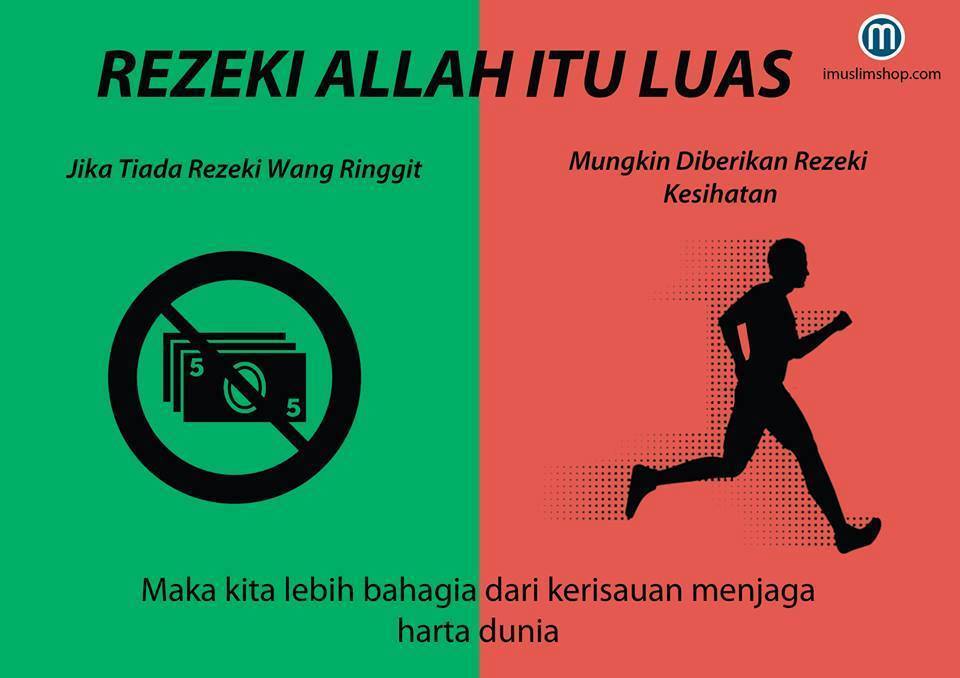 REZEKI ALLAH ITU LUAS
m
imuslimshop.com
Jika Tiada Rezeki Wang Ringgit
Mungkin Diberikan Rezeki
Kesihatan
5
5
Maka kita lebih bahagia dari kerisauan menjaga
harta dunia